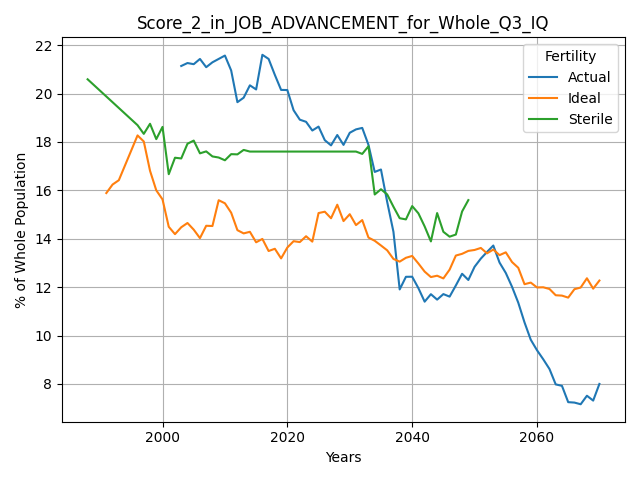 Score_2_in_JOB_ADVANCEMENT_for_Whole_Q3_IQ
Fertility
Actual
Ideal
Sterile
% of Whole Population
22
20
18
16
14
12
10
8
2000 2020 2040 2060
Years